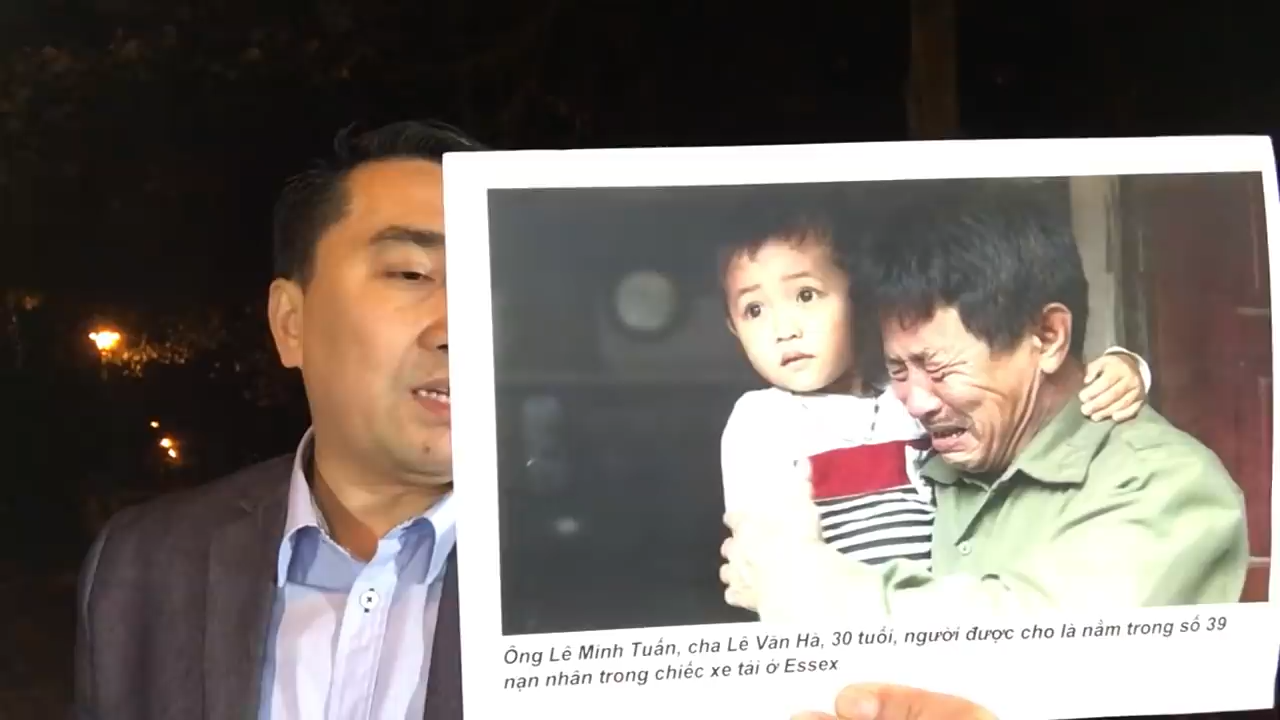 Ông Lê Minh Tuấn, cha Lê Văn Hà, 30 tuổi, người được cho là nằm trong số 39
nạn nhân trong chiếc xe tải ở Essex